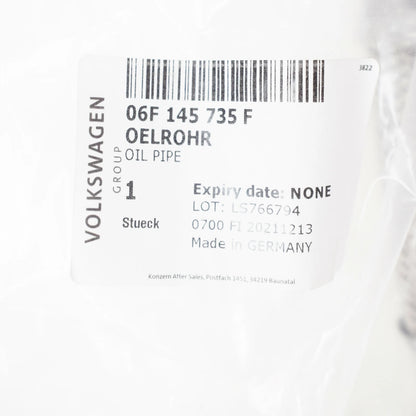 3822
06F 145 735 F
OELROHR
OIL PIPE
VOLKSWAGEN
GROUP
1
Stueck
Expiry date: NONE
LOT: LS766794
0700 FI 20211213
Made in GERMANY
Konzern After Sales, Postfach 1451, 34219 Baunatal